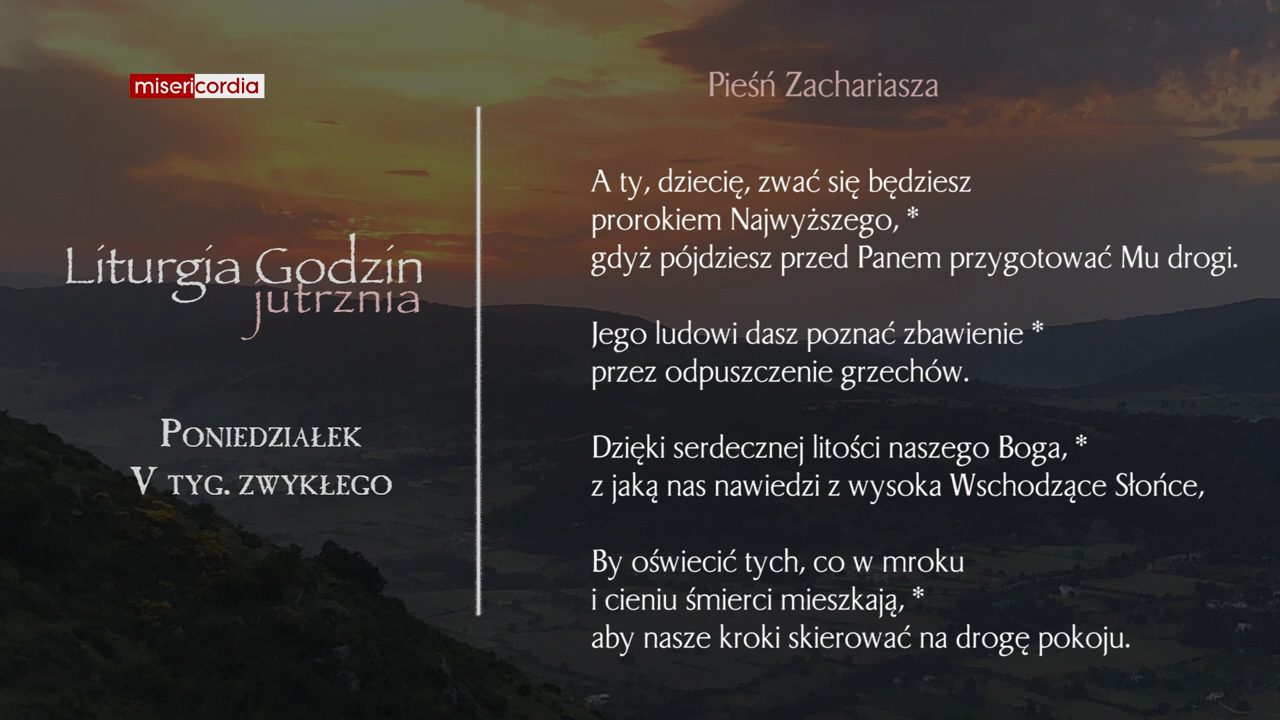 misericordia
Liturgia Godzin
jutrznia
Poniedziałek
V tyg. zwykłego
Pieśń Zachariasza
A ty, dziecię, zwać się będziesz
prorokiem Najwyższego, *
gdyż pójdziesz przed Panem przygotować Mu drogi.
Jego ludowi dasz poznać zbawienie *
przez odpuszczenie grzechów.
Dzięki serdecznej litości naszego Boga, *
z jaką nas nawiedzi z wysoka Wschodzące Słońce,
By oświecić tych, co w mroku
i cieniu śmierci mieszkają, *
aby nasze kroki skierować na drogę pokoju.